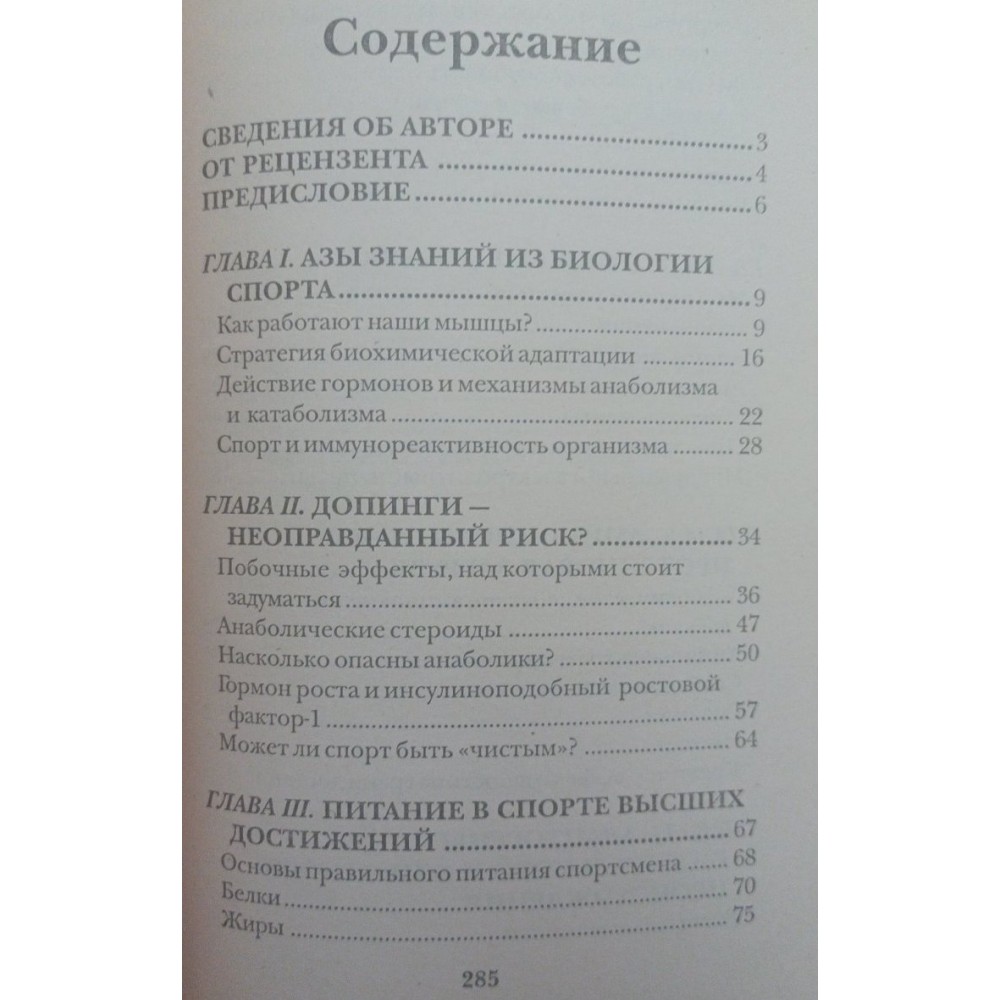 Содержание
СВЕДЕНИЯ ОБ АВТОРЕ ........................ 3
ОТ РЕЦЕНЗЕНТА ........................ 4
ПРЕДИСЛОВИЕ ........................ 6
ГЛАВА I. АЗЫ ЗНАНИЙ ИЗ БИОЛОГИИ
СПОРТА ........................ 9
Как работают наши мышцы? ........................ 9
Стратегия биохимической адаптации ............ 16
Действие гормонов и механизмы анаболизма
и катаболизма ........................ 22
Спорт и иммунореактивность организма .......... 28
ГЛАВА II. ДОПИНГИ —
НЕОПРАВДАННЫЙ РИСК? .................... 34
Побочные эффекты, над которыми стоит
задуматься ........................ 36
Анаболические стероиды ........................ 47
Насколько опасны анаболики? ........................ 50
Гормон роста и инсулиноподобный ростовой
фактор-1 ........................ 57
Может ли спорт быть «чистым»? .................... 64
ГЛАВА III. ПИТАНИЕ В СПОРТЕ ВЫСШИХ
ДОСТИЖЕНИЙ ........................ 67
Основы правильного питания спортсмена ....... 68
Белки ........................ 70
Жиры ........................ 75
285